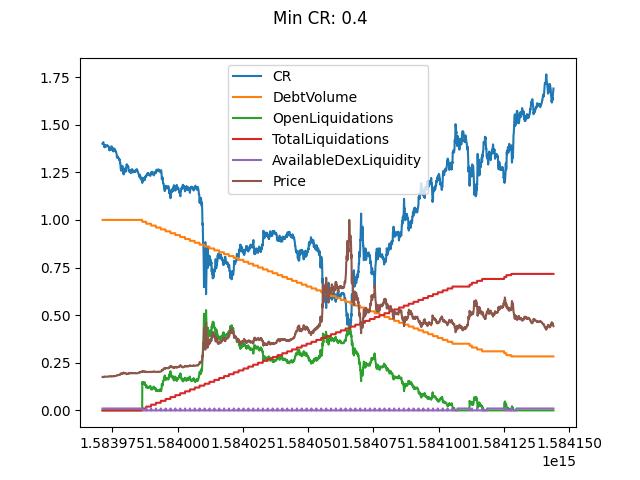 Min CR: 0.4
CR
DebtVolume
OpenLiquidations
TotalLiquidations
AvailableDexLiquidity
Price
1.75
1.50
1.25
1.00
0.75
0.50
0.25
0.00
1.583975 1.584000 1.584025 1.584050 1.584075 1.584100 1.584125 1.584150
1e15